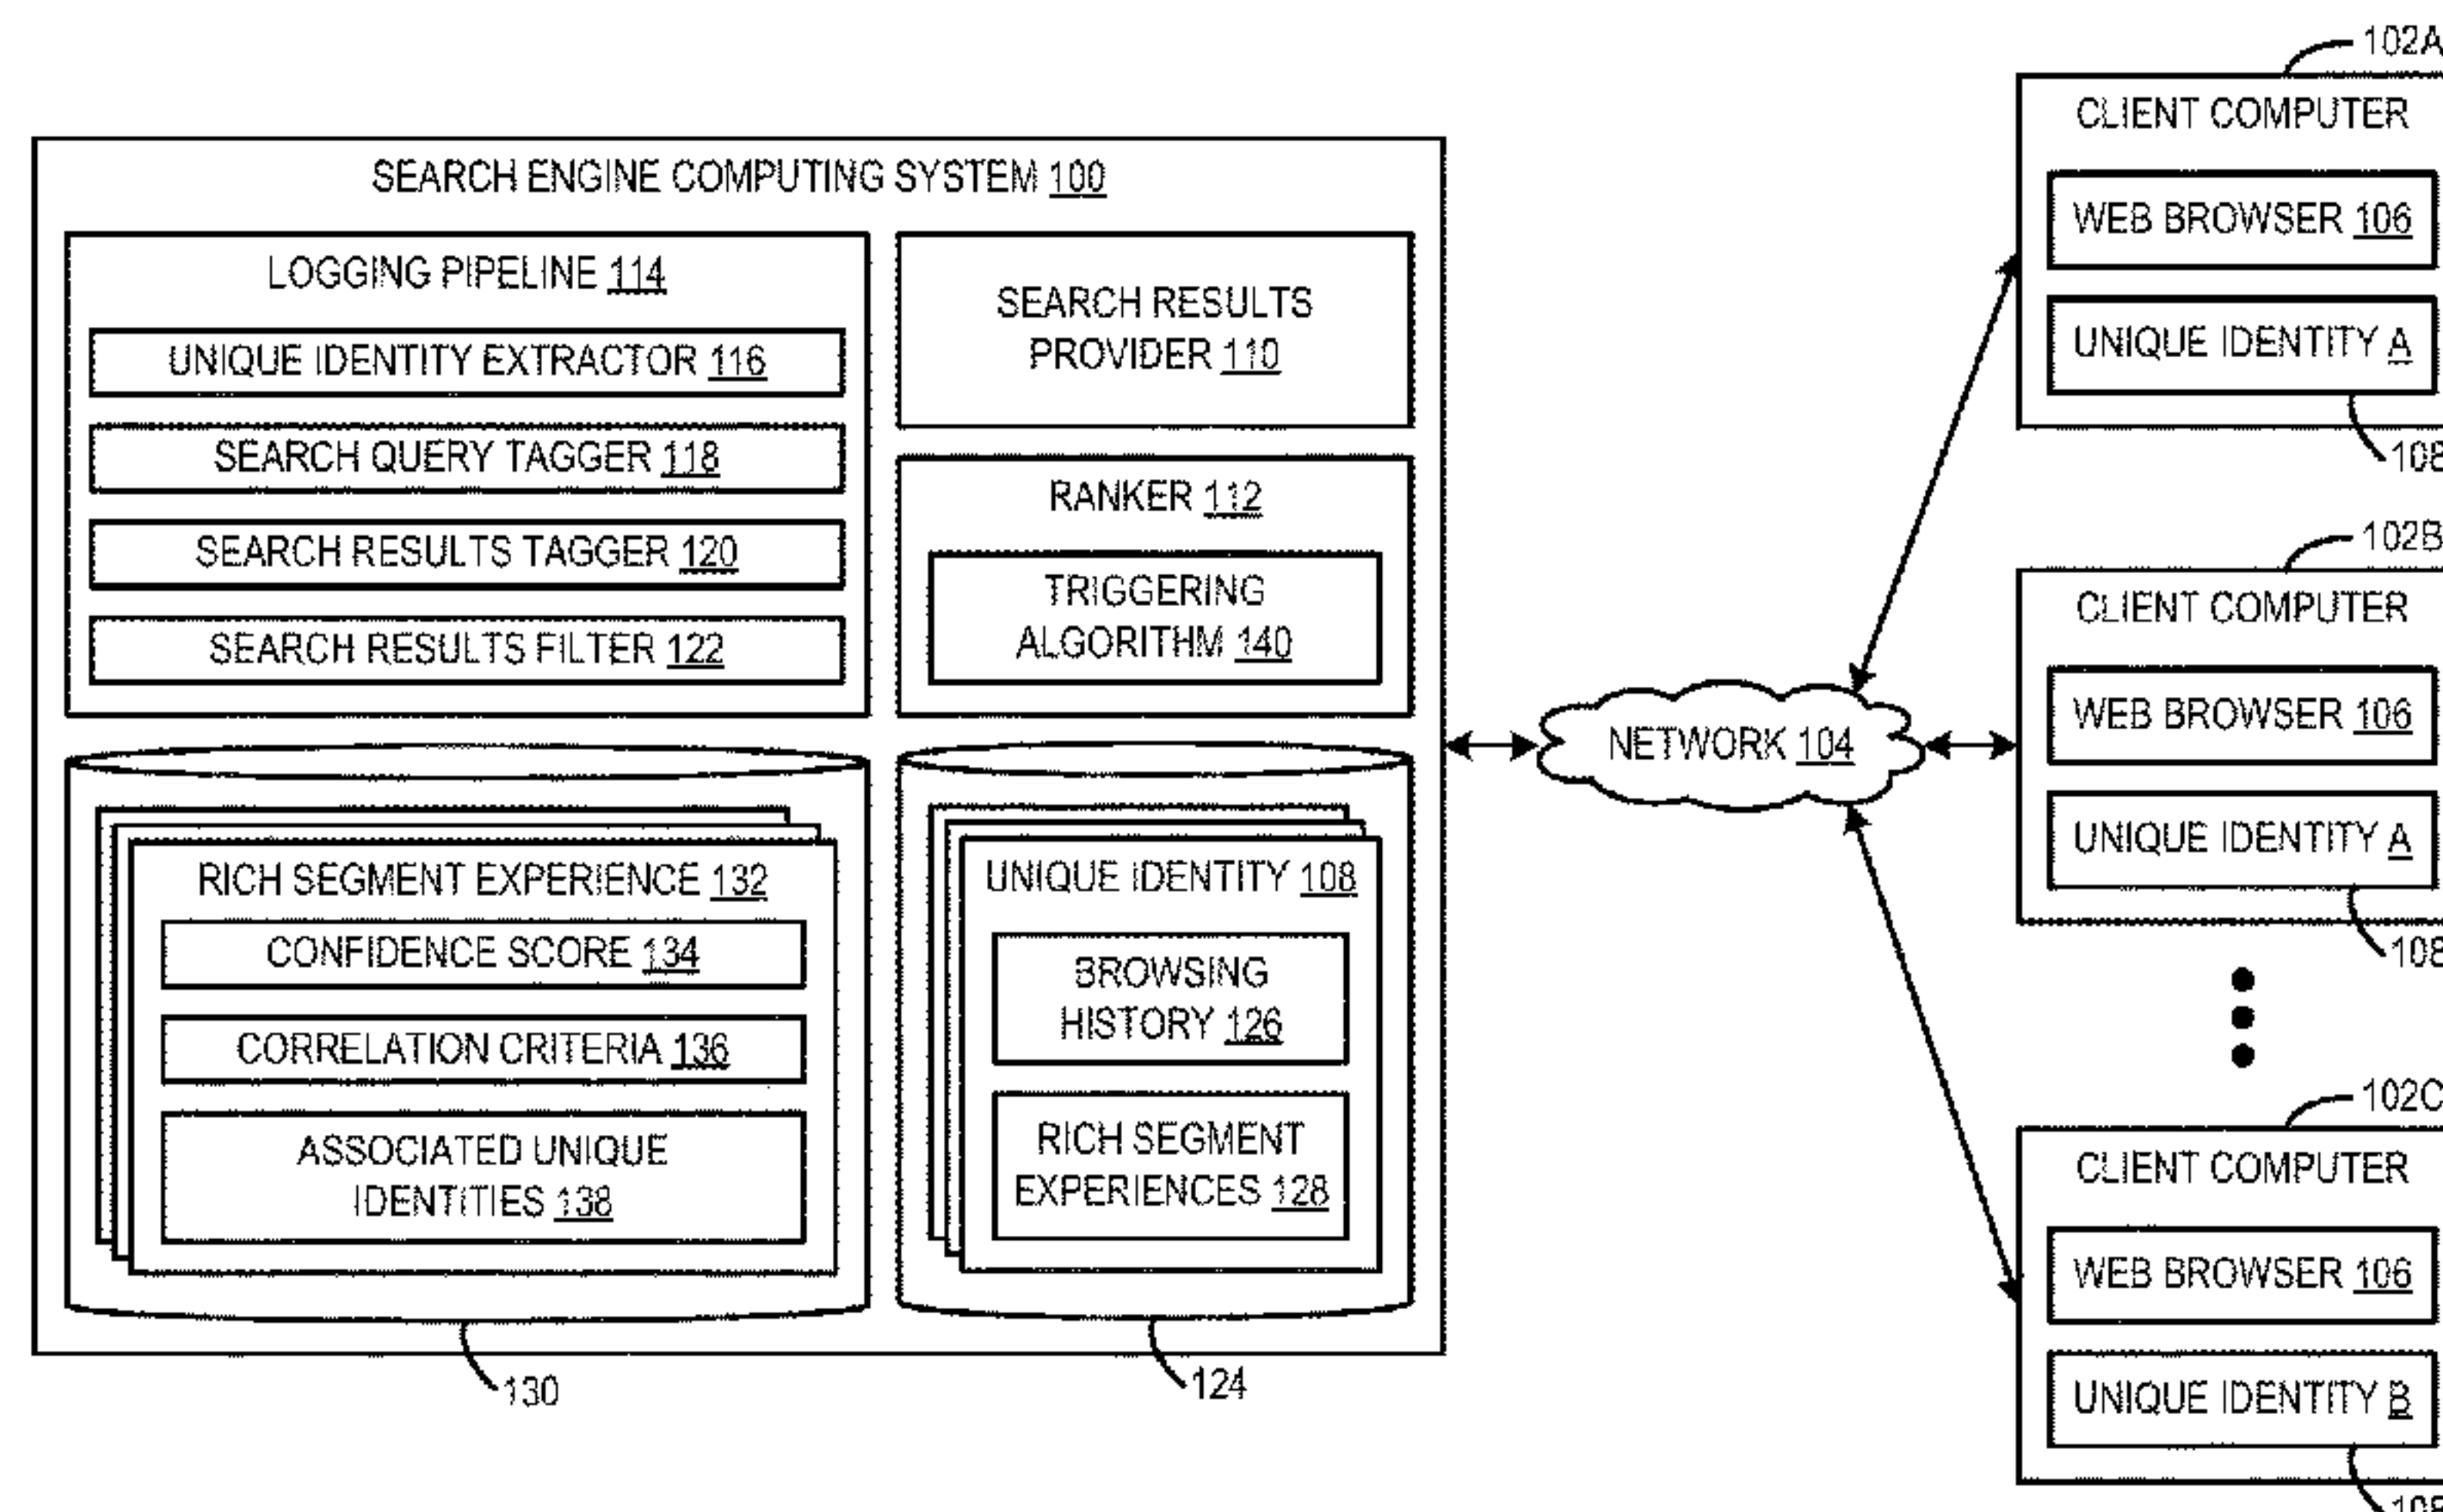 SEARCH ENGINE COMPUTING SYSTEM 100
LOGGING PIPELINE 114
UNIQUE IDENTITY EXTRACTOR 116
SEARCH QUERY TAGGER 118
SEARCH RESULTS TAGGER 120
SEARCH RESULTS FILTER 122
SEARCH RESULTS
PROVIDER 110
RANKER 112
TRIGGERING
ALGORITHM 140
RICH SEGMENT EXPERIENCE 132
CONFIDENCE SCORE 134
CORRELATION CRITERIA 136
ASSOCIATED UNIQUE
IDENTITIES 138
130
UNIQUE IDENTITY 108
BROWSING
HISTORY 126
RICH SEGMENT
EXPERIENCES 128
124
NETWORK 104
102A
CLIENT COMPUTER
WEB BROWSER 106
UNIQUE IDENTITY A
108
102B
CLIENT COMPUTER
WEB BROWSER 106
UNIQUE IDENTITY A
108
102C
CLIENT COMPUTER
WEB BROWSER 106
UNIQUE IDENTITY B
108